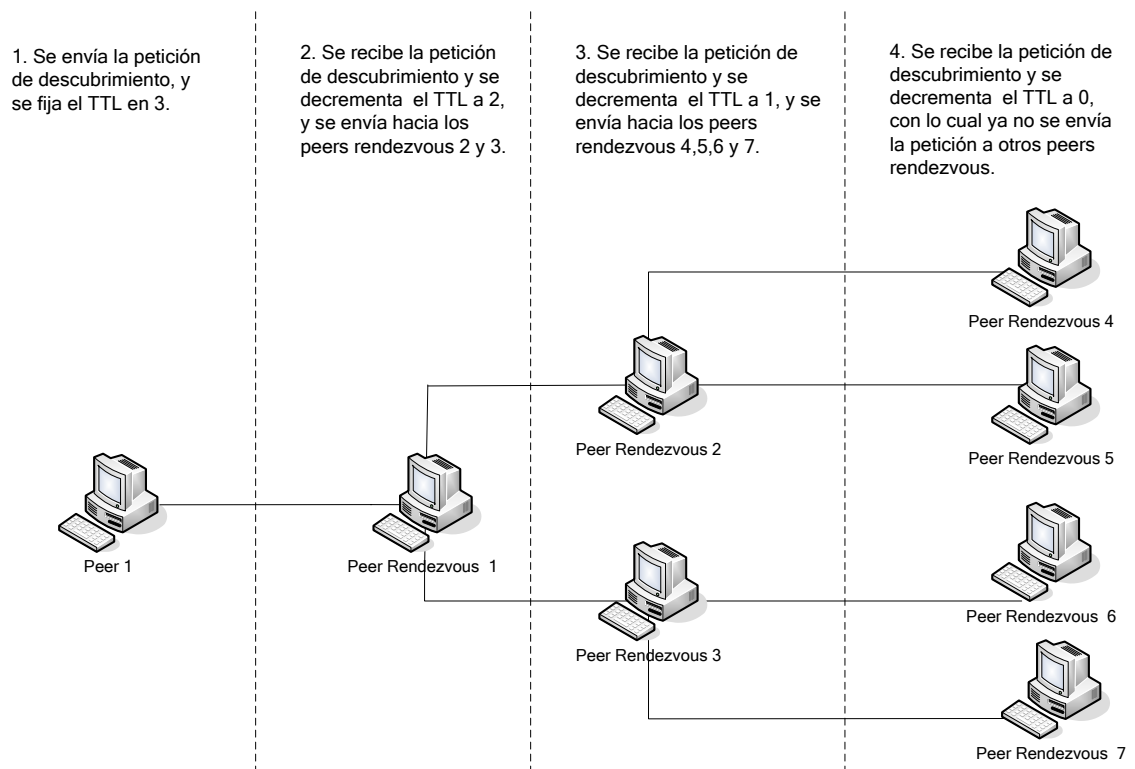 1. Se envía la petición
de descubrimiento, y
se fija el TTL en 3.
2. Se recibe la petición
de descubrimiento y se
decrementa el TTL a 2,
y se envía hacia los
peers rendezvous 2 y 3.
3. Se recibe la petición de
descubrimiento y se
decrementa el TTL a 1, y se
envía hacia los peers
rendezvous 4,5,6 y 7.
4. Se recibe la petición de
descubrimiento y se
decrementa el TTL a 0,
con lo cual ya no se envía
la petición a otros peers
rendezvous.
Peer Rendezvous 4
Peer Rendezvous 2
Peer Rendezvous 5
Peer 1
Peer Rendezvous 1
Peer Rendezvous 6
Peer Rendezvous 3
Peer Rendezvous 7